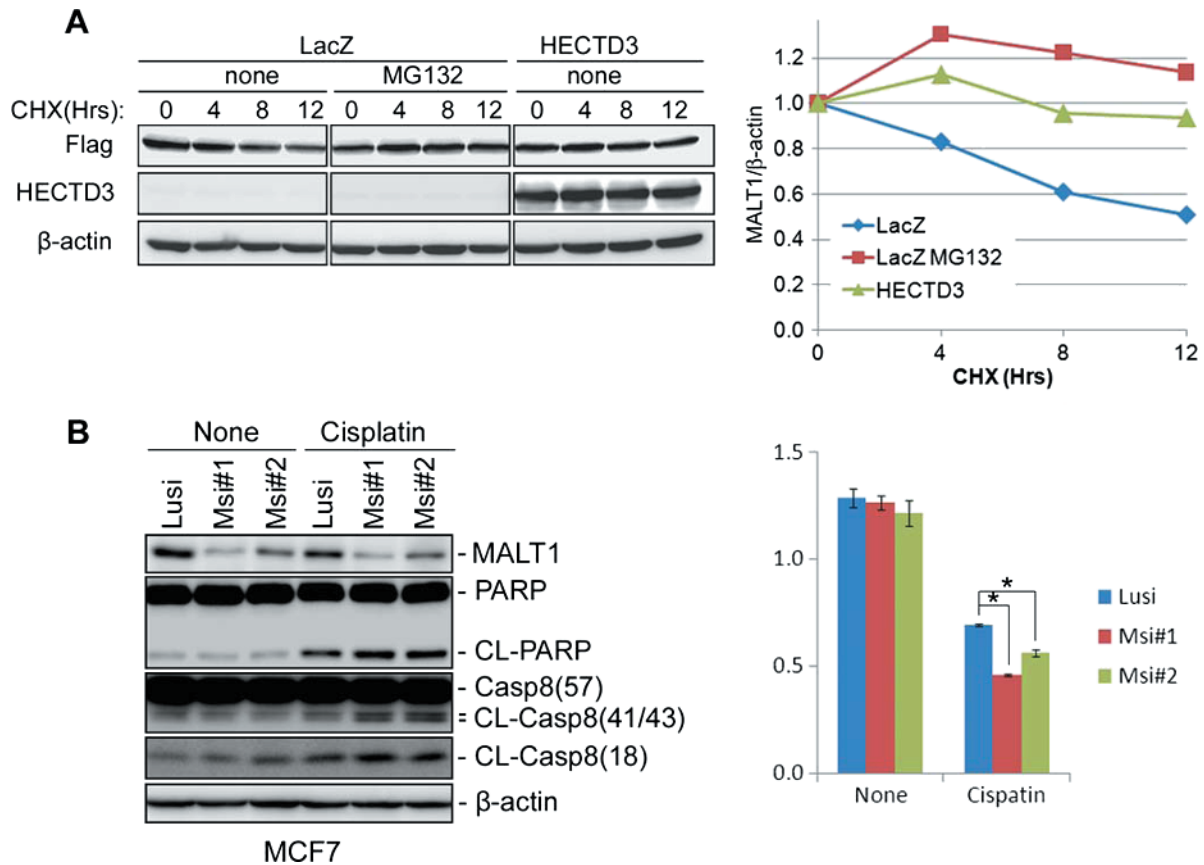 A
LacZ HECTD3
none MG132 none
CHX(Hrs): 0 4 8 12 0 4 8 12 0 4 8 12
Flag
HECTD3
β-actin
MALT1/β-actin
1.2
1.0
0.8
0.6
0.4
1.2
0.0
LacZ
LacZ MG132
HECTD3
0 4 8 12
CHX (Hrs)
B
None Cisplatin
Lusi Msi#1 Msi#2 Lusi Msi#1 Msi#2
- MALT1
- PARP
CL-PARP
- Casp8(57)
= CL-Casp8(41/43)
- CL-Casp8(18)
- β-actin
MCF7
1.5
1.0
0.5
0.0
* *
None Cispatin
Lusi
Msi#1
Msi#2